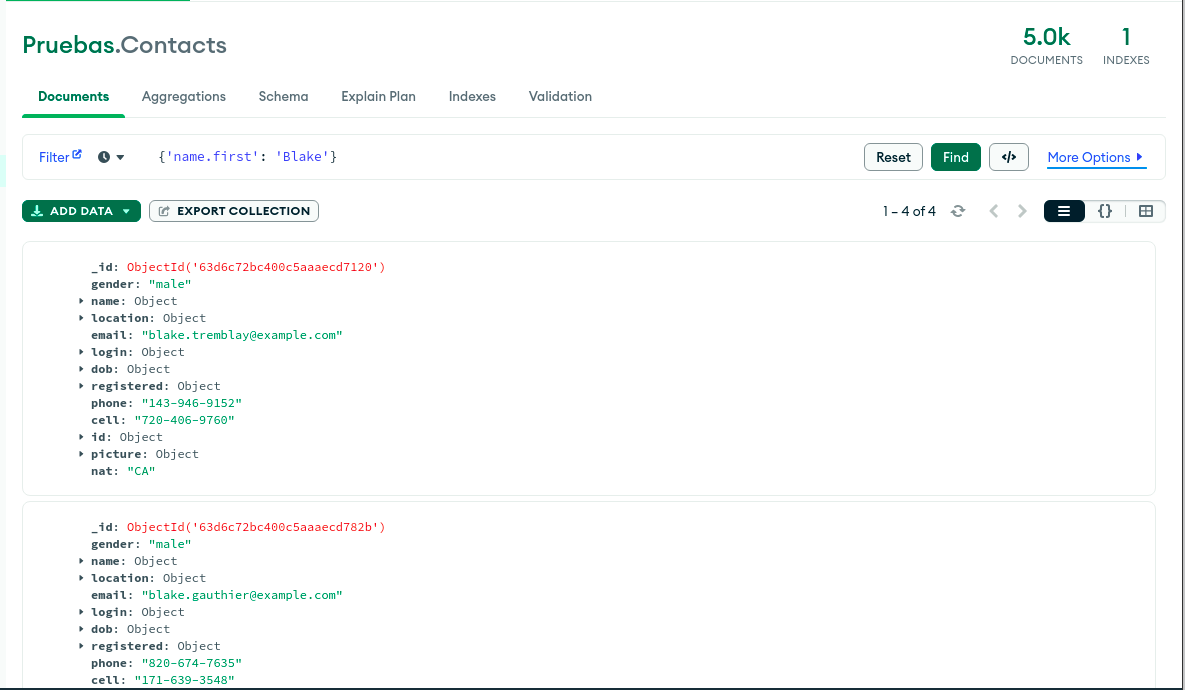 Pruebas.Contacts
5.0k
DOCUMENTS
1
INDEXES
Documents Aggregations Schema Explain Plan Indexes Validation
Filter {'name.first': 'Blake'} Reset Find </> More Options
ADD DATA EXPORT COLLECTION 1 – 4 of 4 {}
_id: ObjectId('63d6c72bc400c5aaaecd7120')
gender: "male"
name: Object
location: Object
email: "blake.tremblay@example.com"
login: Object
dob: Object
registered: Object
phone: "143-946-9152"
cell: "720-406-9760"
id: Object
picture: Object
nat: "CA"
_id: ObjectId('63d6c72bc400c5aaaecd782b')
gender: "male"
name: Object
location: Object
email: "blake.gauthier@example.com"
login: Object
dob: Object
registered: Object
phone: "820-674-7635"
cell: "171-639-3548"